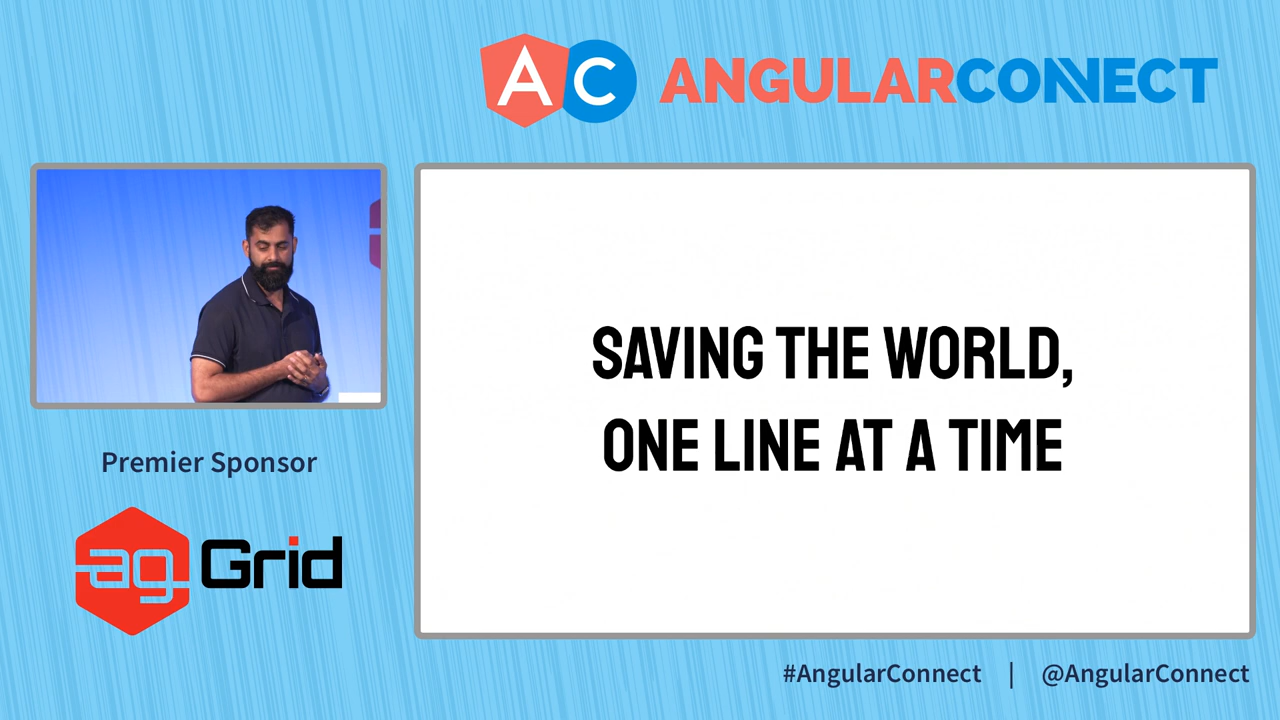 AC ANGULARCONNECT
SAVING THE WORLD,
ONE LINE AT A TIME
Premier Sponsor
ag Grid
#AngularConnect | @AngularConnect